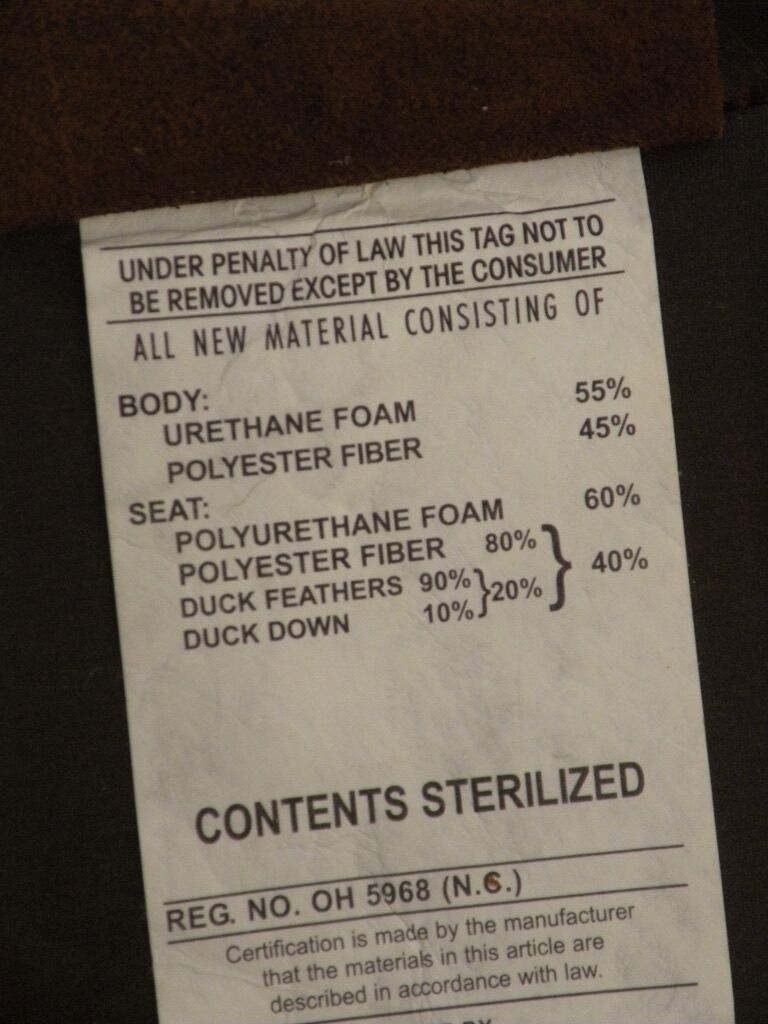 UNDER PENALTY OF LAW THIS TAG NOT TO
BE REMOVED EXCEPT BY THE CONSUMER
ALL NEW MATERIAL CONSISTING OF
BODY:
URETHANE FOAM 55%
POLYESTER FIBER 45%
SEAT:
POLYURETHANE FOAM 60%
POLYESTER FIBER 80%
DUCK FEATHERS 90% } 20% } 40%
DUCK DOWN 10%
CONTENTS STERILIZED
REG. NO. OH 5968 (N.C.)
Certification is made by the manufacturer
that the materials in this article are
described in accordance with law.